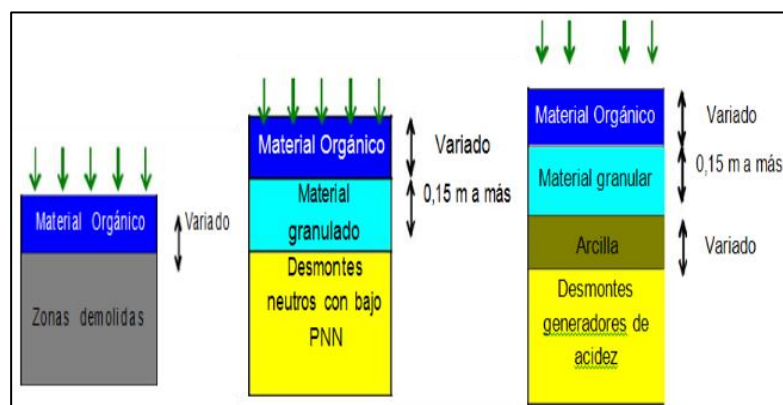 Material Orgánico
Variado
Zonas demolidas
Material Orgánico
Variado
Material
granulado
0,15 m a más
Desmontes
neutros con bajo
PNN
Material Orgánico
Variado
Material granular
0,15 m a más
Arcilla
Variado
Desmontes
generadores de
acidez